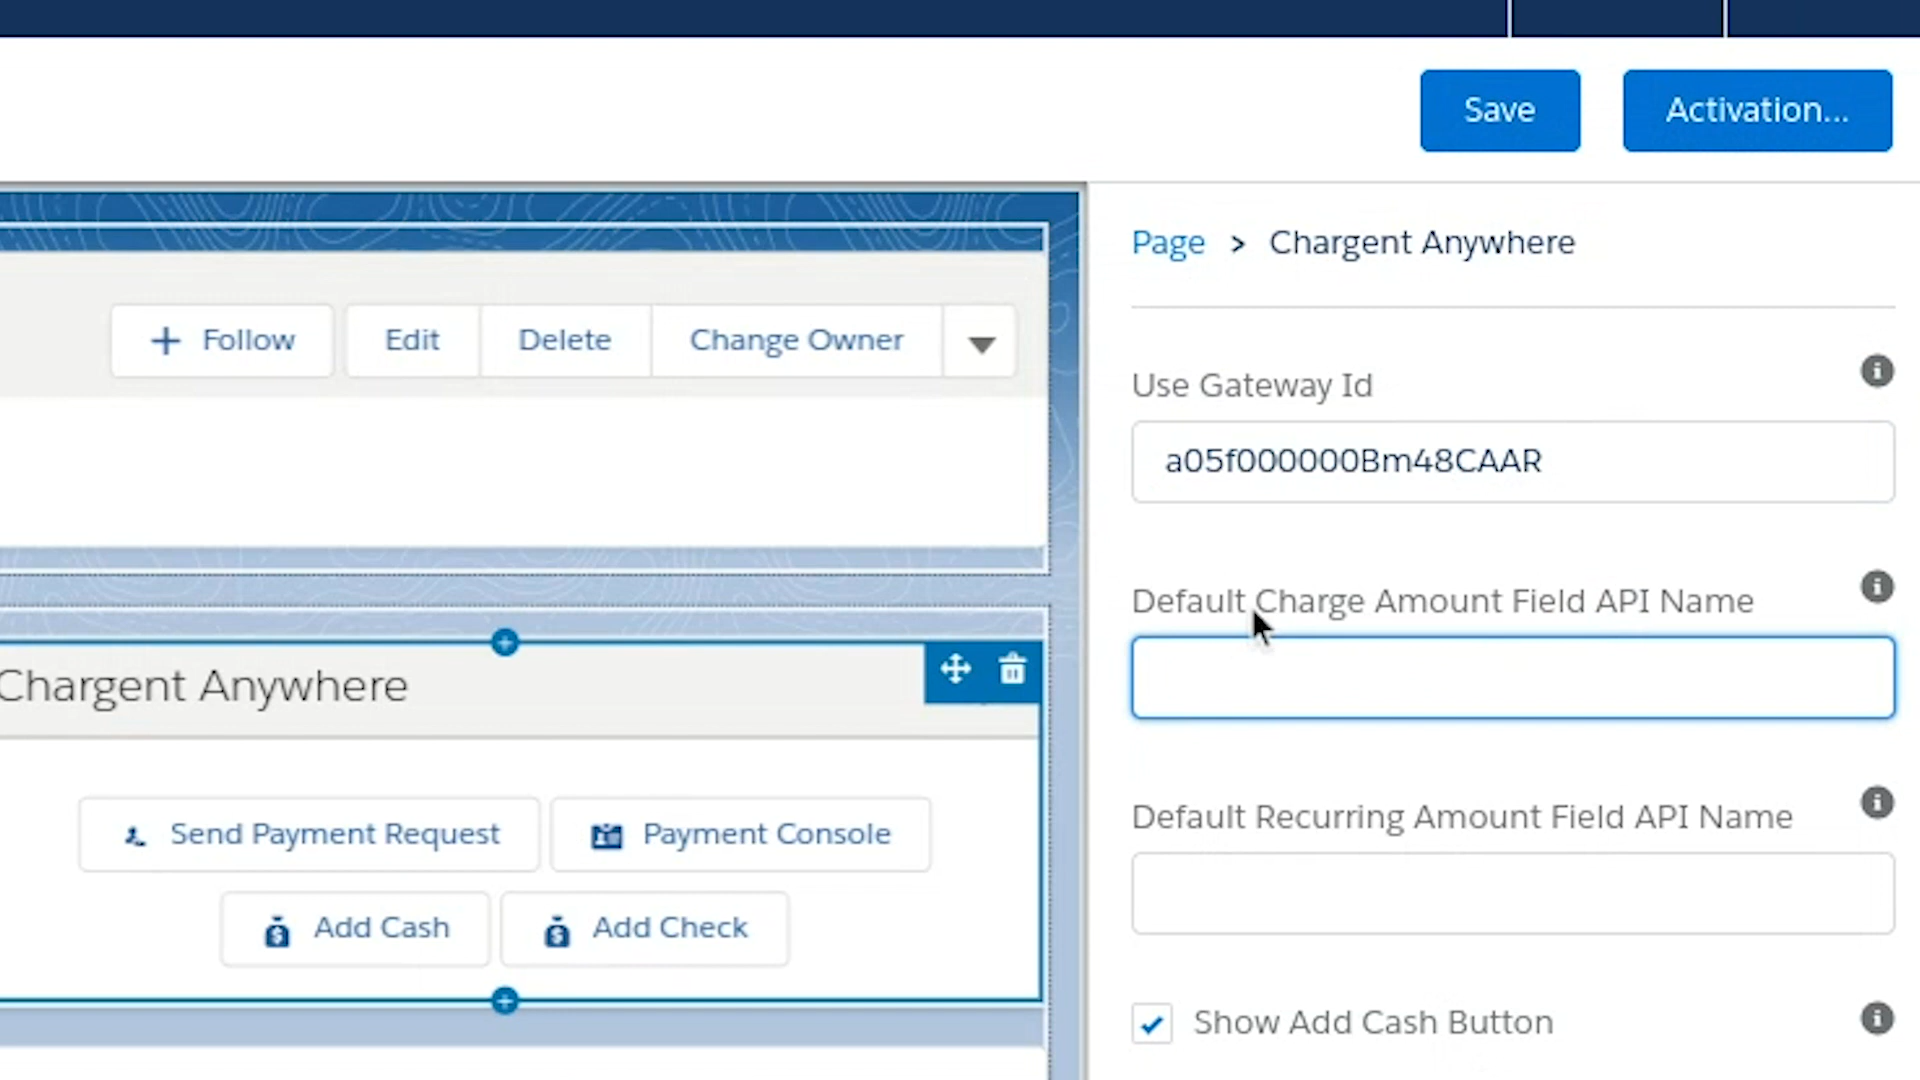 Save
Activation...
Page > Chargent Anywhere
+ Follow
Edit
Delete
Change Owner
Use Gateway Id
a05f000000Bm48CAAR
Default Charge Amount Field API Name
Chargent Anywhere
Send Payment Request
Payment Console
Default Recurring Amount Field API Name
Add Cash
Add Check
Show Add Cash Button